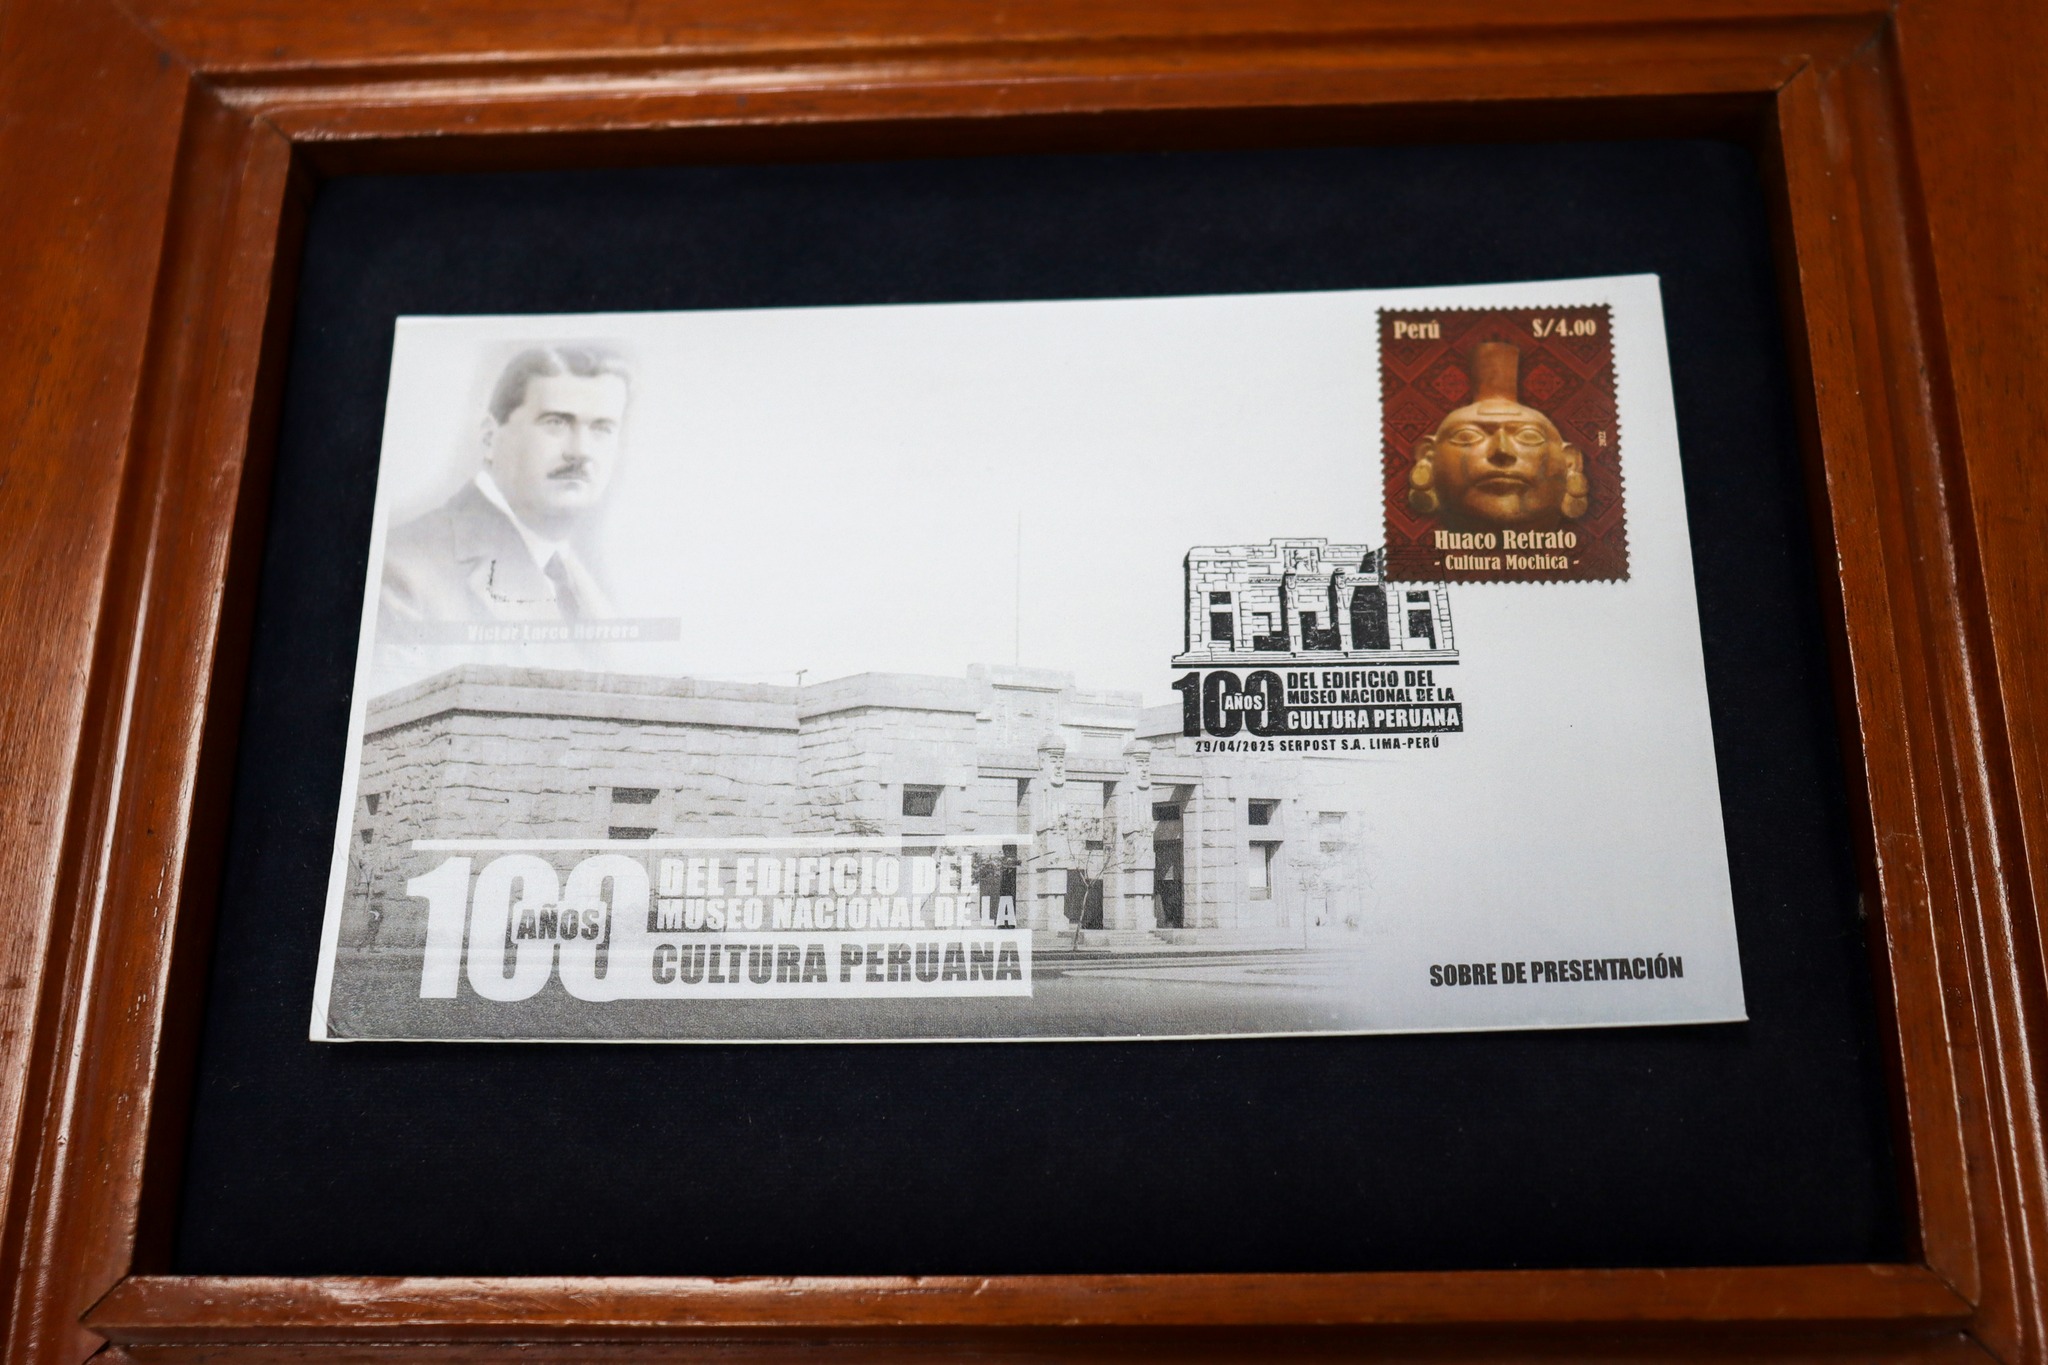 Perú S/4.00
2022
Huaco Retrato
- Cultura Mochica -
Víctor Larco Herrera
100 AÑOS
DEL EDIFICIO DEL
MUSEO NACIONAL DE LA
CULTURA PERUANA
29/04/2025 SERPOST S.A. LIMA-PERÚ
100 AÑOS
DEL EDIFICIO DEL
MUSEO NACIONAL DE LA
CULTURA PERUANA
SOBRE DE PRESENTACIÓN